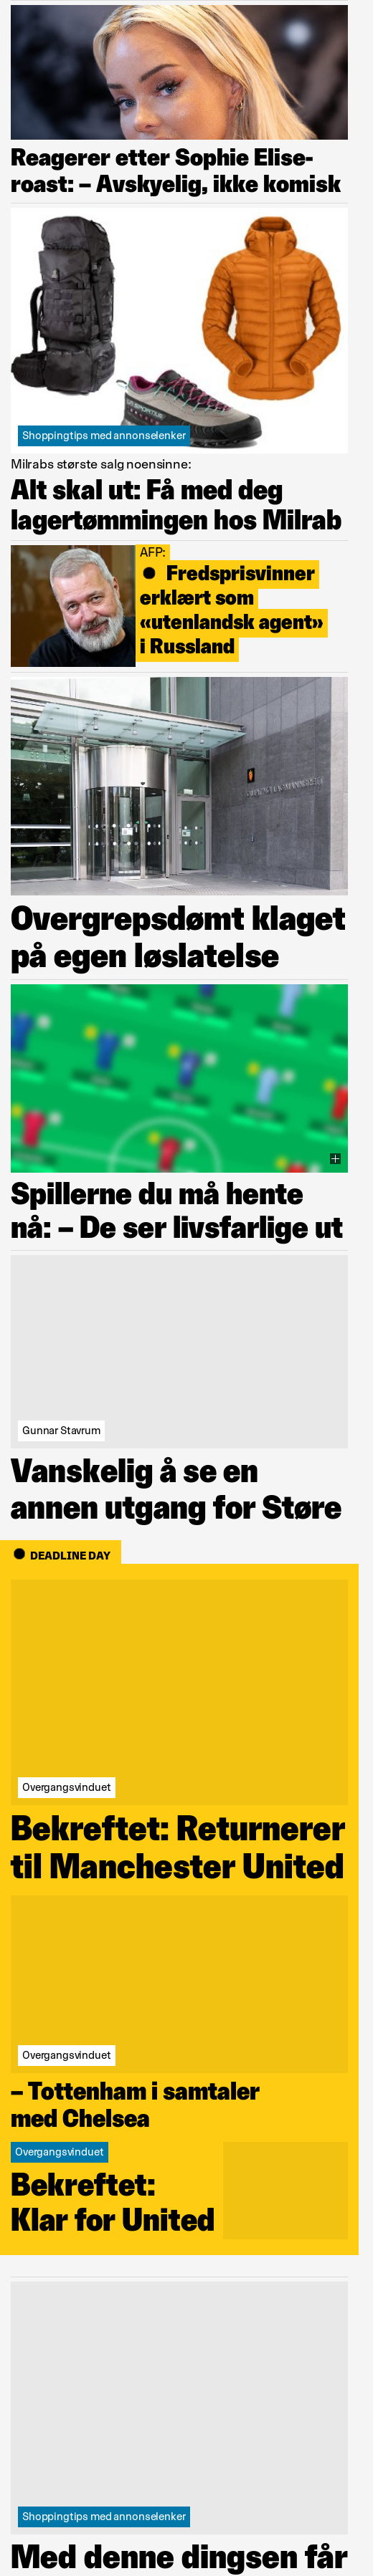 Reagerer etter Sophie Elise-
roast: – Avskyelig, ikke komisk
Shoppingtips med annonselenker
Milrabs største salg noensinne:
Alt skal ut: Få med deg
lagertømmingen hos Milrab
AFP:
Fredsprisvinner
erklært som
«utenlandsk agent»
i Russland
Overgrepsdømt klaget
på egen løslatelse
Spillerne du må hente
nå: – De ser livsfarlige ut
Gunnar Stavrum
Vanskelig å se en
annen utgang for Støre
DEADLINE DAY
Overgangsvinduet
Bekreftet: Returnerer
til Manchester United
Overgangsvinduet
– Tottenham i samtaler
med Chelsea
Overgangsvinduet
Bekreftet:
Klar for United
Shoppingtips med annonselenker
Med denne dingsen får